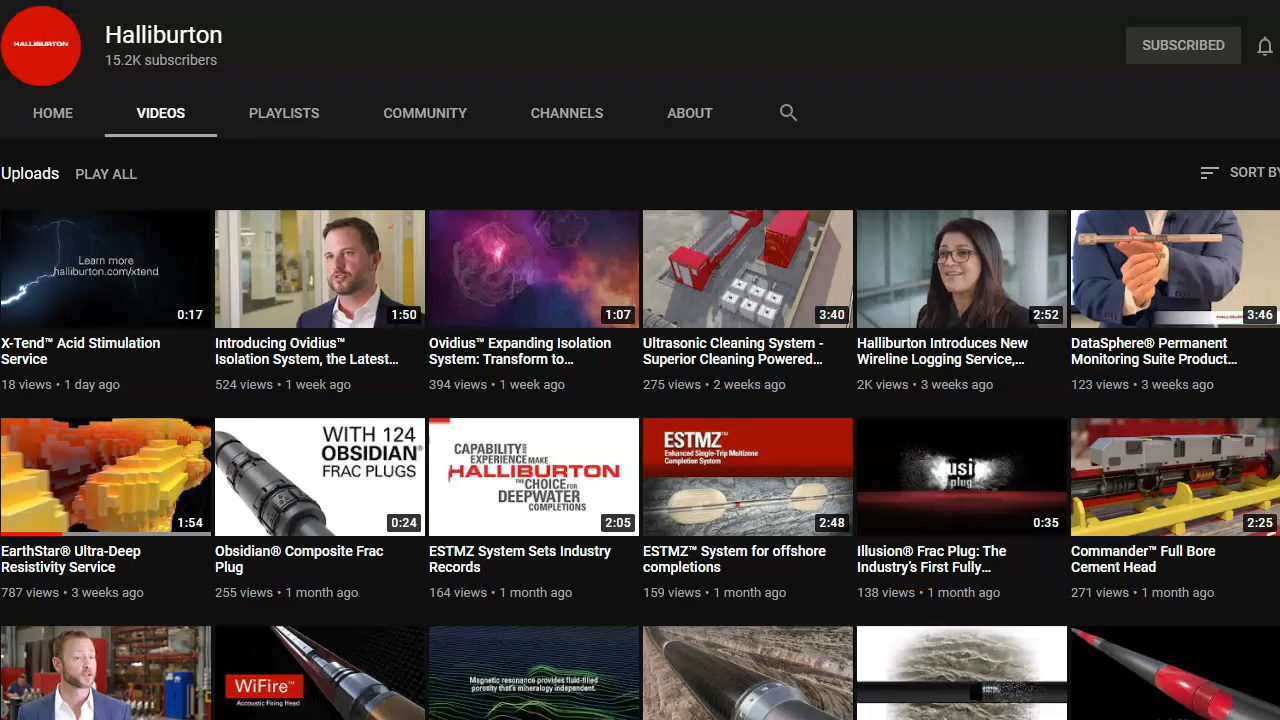 HALLIBURTON
Halliburton
15.2K subscribers
SUBSCRIBED
HOME
VIDEOS
PLAYLISTS
COMMUNITY
CHANNELS
ABOUT
Uploads
PLAY ALL
SORT BY
Learn more
halliburton.com/xtend
0:17
X-Tend™ Acid Stimulation
Service
18 views • 1 day ago
1:50
Introducing Ovidius™
Isolation System, the Latest...
524 views • 1 week ago
1:07
Ovidius™ Expanding Isolation
System: Transform to...
394 views • 1 week ago
3:40
Ultrasonic Cleaning System -
Superior Cleaning Powered...
275 views • 2 weeks ago
2:52
Halliburton Introduces New
Wireline Logging Service,...
2K views • 3 weeks ago
3:46
DataSphere® Permanent
Monitoring Suite Product...
123 views • 3 weeks ago
1:54
EarthStar® Ultra-Deep
Resistivity Service
787 views • 3 weeks ago
WITH 124
OBSIDIAN®
FRAC PLUGS
0:24
Obsidian® Composite Frac
Plug
255 views • 1 month ago
CAPABILITY AND
EXPERIENCE MAKE
HALLIBURTON
THE CHOICE FOR
DEEPWATER
COMPLETIONS
2:05
ESTMZ System Sets Industry
Records
164 views • 1 month ago
ESTMZ™
Enhanced Single-Trip Multizone
Completion System
2:48
ESTMZ™ System for offshore
completions
159 views • 1 month ago
plug
0:35
Illusion® Frac Plug: The
Industry's First Fully...
138 views • 1 month ago
2:25
Commander™ Full Bore
Cement Head
271 views • 1 month ago
WiFire™
Accoustic Firing Head
Magnetic resonance provides fluid-filled
porosity that's mineralogy independent.